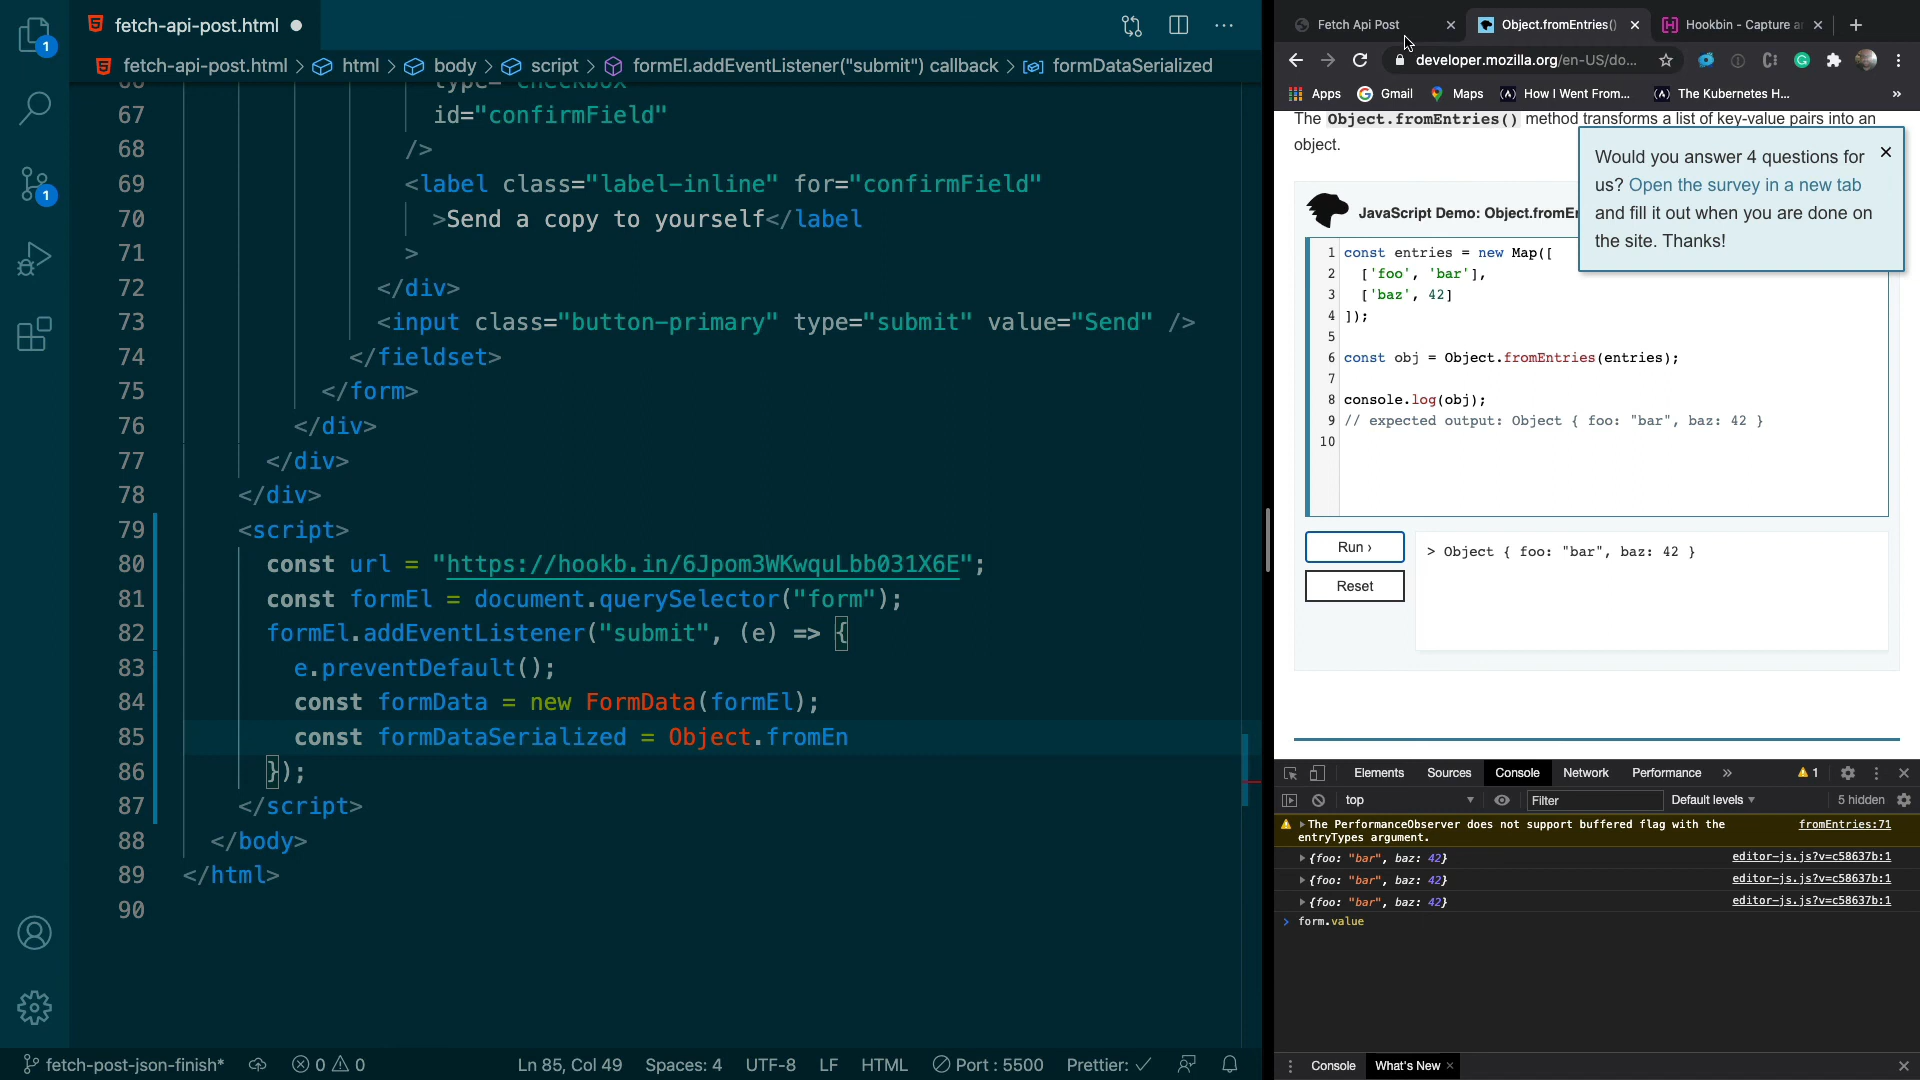 fetch-api-post.html
fetch-api-post.html > html > body > script > formEl.addEventListener("submit") callback > formDataSerialized
67 id="confirmField"
68 />
69 <label class="label-inline" for="confirmField"
70 >Send a copy to yourself</label
71 >
72 </div>
73 <input class="button-primary" type="submit" value="Send" />
74 </fieldset>
75 </form>
76 </div>
77 </div>
78 </div>
79 <script>
80 const url = "https://hookb.in/6Jpom3WKwquLbb031X6E";
81 const formEl = document.querySelector("form");
82 formEl.addEventListener("submit", (e) => {
83 e.preventDefault();
84 const formData = new FormData(formEl);
85 const formDataSerialized = Object.fromEn
86 });
87 </script>
88 </body>
89 </html>
90
1
1
fetch-post-json-finish* 0 0 Ln 85, Col 49 Spaces: 4 UTF-8 LF HTML Port : 5500 Prettier: ✓
Fetch Api Post × Object.fromEntries() × Hookbin - Capture × +
developer.mozilla.org/en-US/do...
Apps Gmail Maps How I Went From... The Kubernetes H... »
The Object.fromEntries() method transforms a list of key-value pairs into an
object.
Would you answer 4 questions for
us? Open the survey in a new tab
and fill it out when you are done on
the site. Thanks!
JavaScript Demo: Object.fromEn
1 const entries = new Map([
2 ['foo', 'bar'],
3 ['baz', 42]
4 ]);
5
6 const obj = Object.fromEntries(entries);
7
8 console.log(obj);
9 // expected output: Object { foo: "bar", baz: 42 }
10
Run ›
> Object { foo: "bar", baz: 42 }
Reset
Elements Sources Console Network Performance » 1
top Filter Default levels 5 hidden
The PerformanceObserver does not support buffered flag with the fromEntries:71
entryTypes argument.
{foo: "bar", baz: 42} editor-js.js?v=c58637b:1
{foo: "bar", baz: 42} editor-js.js?v=c58637b:1
{foo: "bar", baz: 42} editor-js.js?v=c58637b:1
> form.value
Console What's New ×